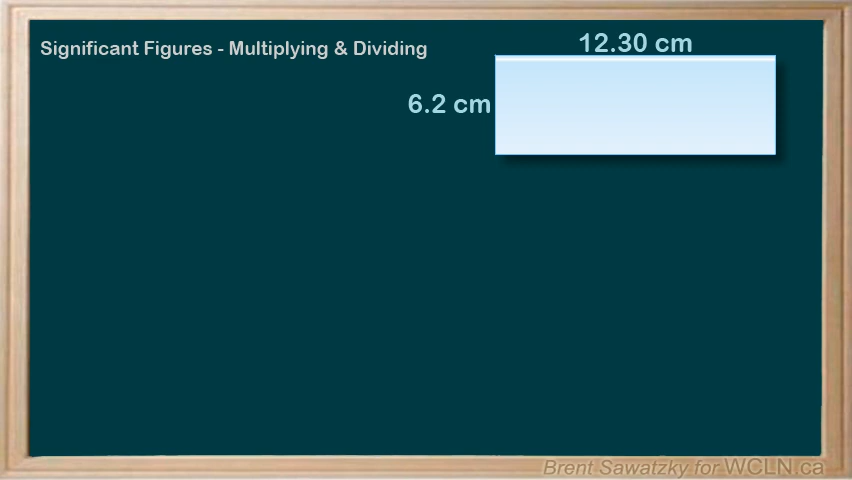 Significant Figures - Multiplying & Dividing
12.30 cm
6.2 cm
Brent Sawatzky for WCLN.ca